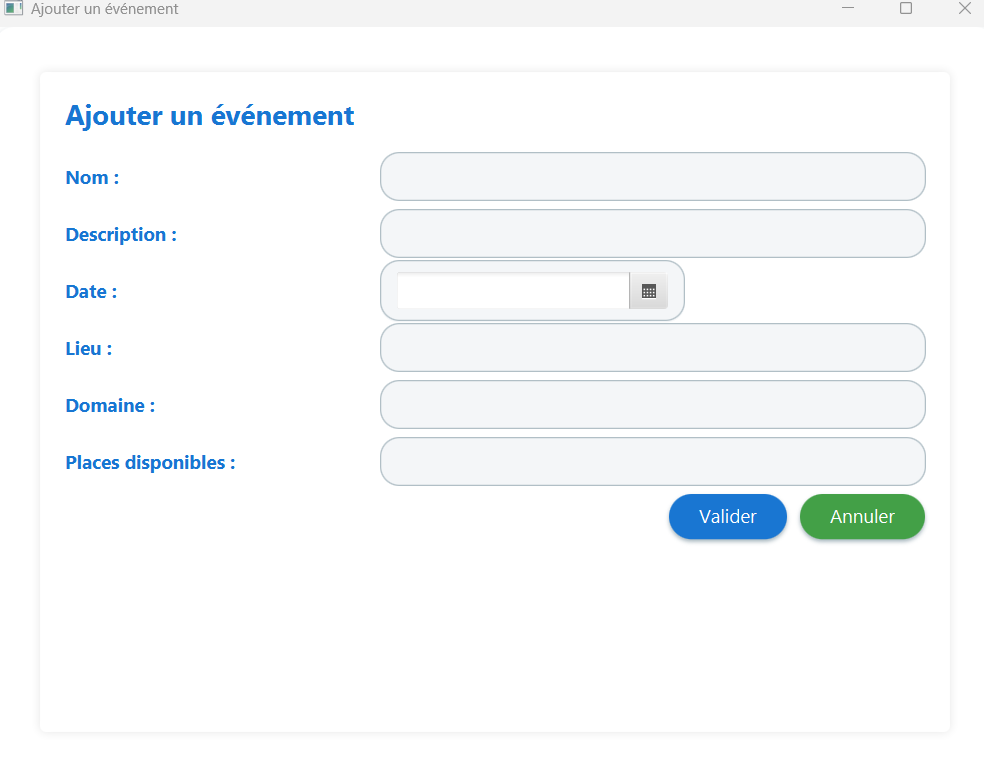 Ajouter un événement
Ajouter un événement
Nom :
Description :
Date :
Lieu :
Domaine :
Places disponibles :
Valider Annuler